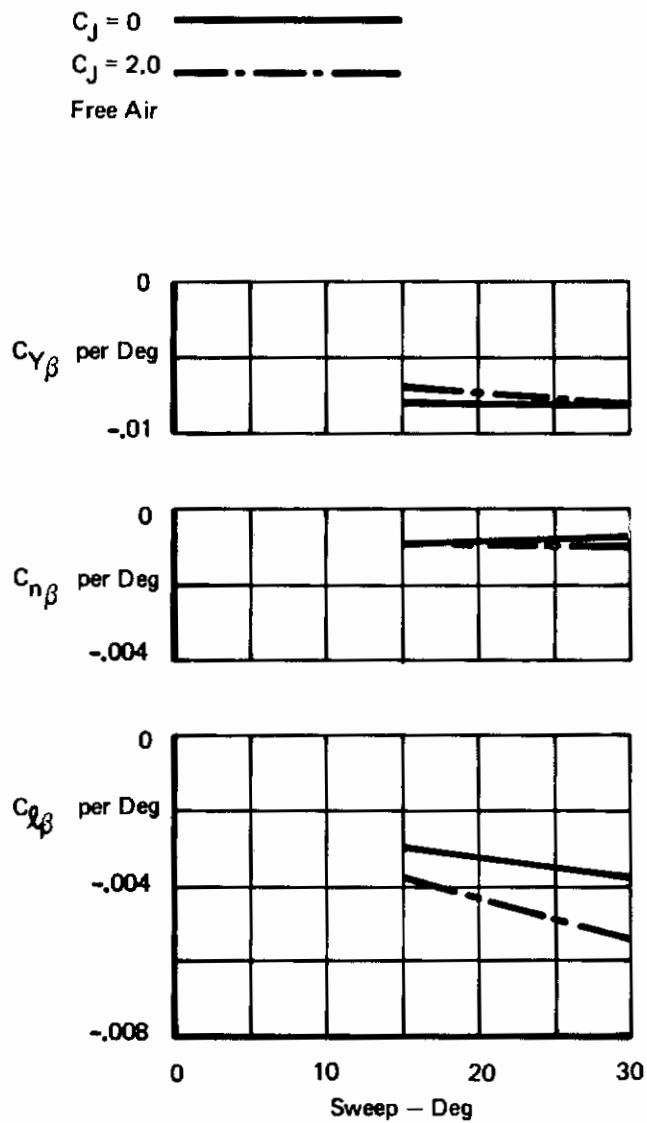 C_J = 0
C_J = 2.0
Free Air
0
C_Yβ per Deg
-.01
0
C_nβ per Deg
-.004
0
C_ℓβ per Deg
-.004
-.008
0 10 20 30
Sweep – Deg